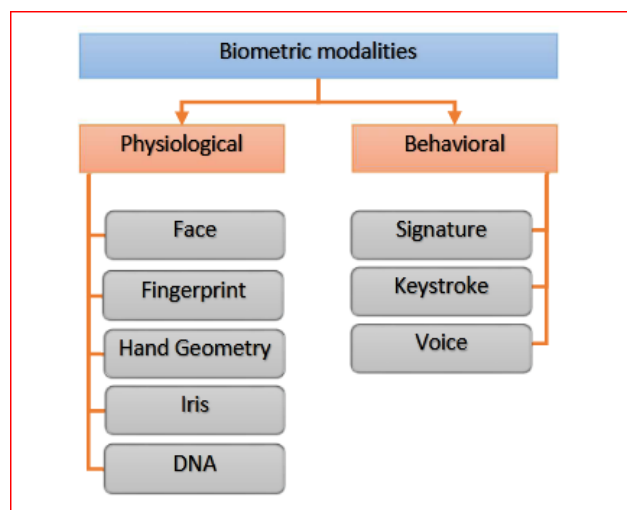 Biometric modalities
Physiological
Behavioral
Face
Fingerprint
Hand Geometry
Iris
DNA
Signature
Keystroke
Voice